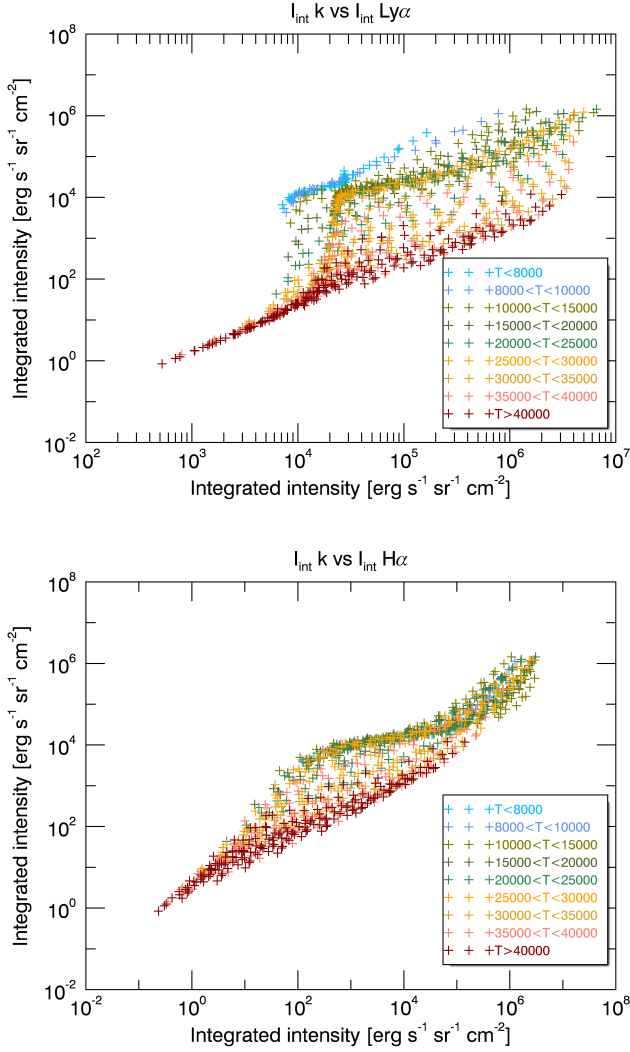 I_int k vs I_int Lyα
Integrated intensity [erg s^-1 sr^-1 cm^-2]
10^8
10^6
10^4
10^2
10^0
10^-2
+ + +T<8000
+ + +8000<T<10000
+ + +10000<T<15000
+ + +15000<T<20000
+ + +20000<T<25000
+ + +25000<T<30000
+ + +30000<T<35000
+ + +35000<T<40000
+ + +T>40000
10^2 10^3 10^4 10^5 10^6 10^7
Integrated intensity [erg s^-1 sr^-1 cm^-2]
I_int k vs I_int Hα
Integrated intensity [erg s^-1 sr^-1 cm^-2]
10^8
10^6
10^4
10^2
10^0
10^-2
+ + +T<8000
+ + +8000<T<10000
+ + +10000<T<15000
+ + +15000<T<20000
+ + +20000<T<25000
+ + +25000<T<30000
+ + +30000<T<35000
+ + +35000<T<40000
+ + +T>40000
10^-2 10^0 10^2 10^4 10^6 10^8
Integrated intensity [erg s^-1 sr^-1 cm^-2]